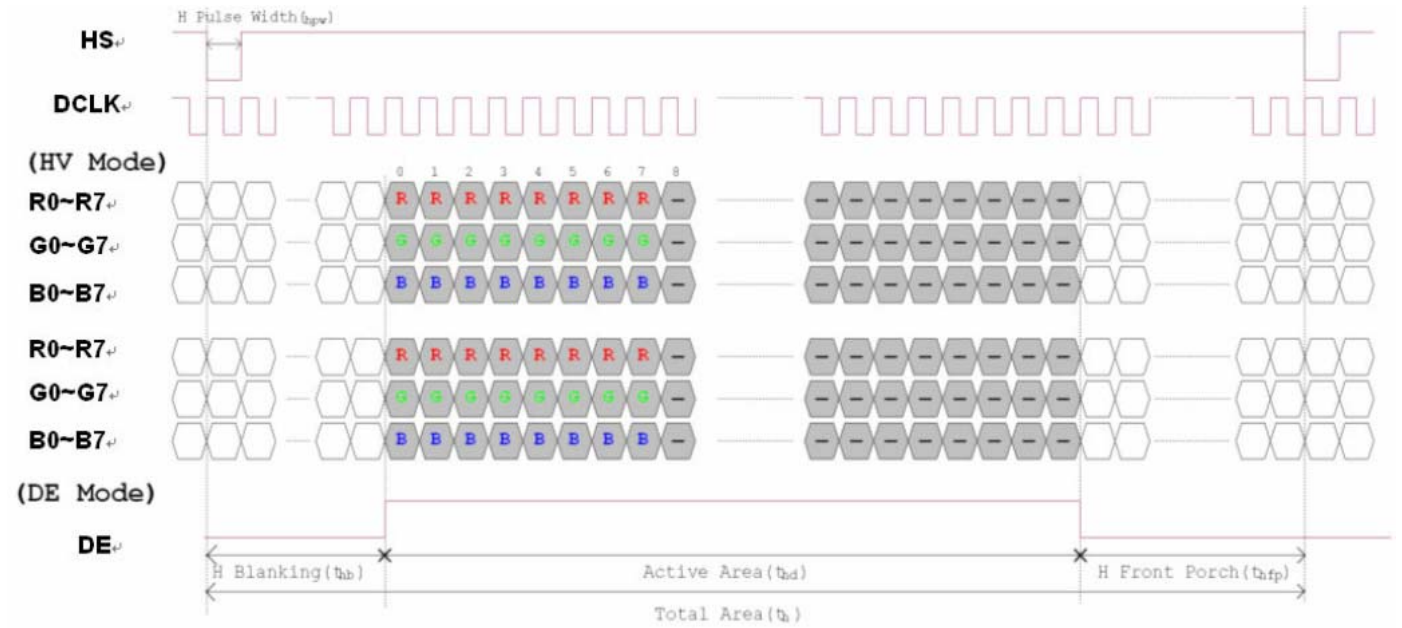 H Pulse Width(thpw)
HS↵
DCLK↵
(HV Mode)
0 1 2 3 4 5 6 7 8
R0~R7↵ R R R R R R R R – – – – – – – – –
G0~G7↵ G G G G G G G G – – – – – – – – –
B0~B7↵ B B B B B B B B – – – – – – – – –
R0~R7↵ R R R R R R R R – – – – – – – – –
G0~G7↵ G G G G G G G G – – – – – – – – –
B0~B7↵ B B B B B B B B – – – – – – – – –
(DE Mode)
DE↵
H Blanking(thb) Active Area(thd) H Front Porch(thfp)
Total Area(th)